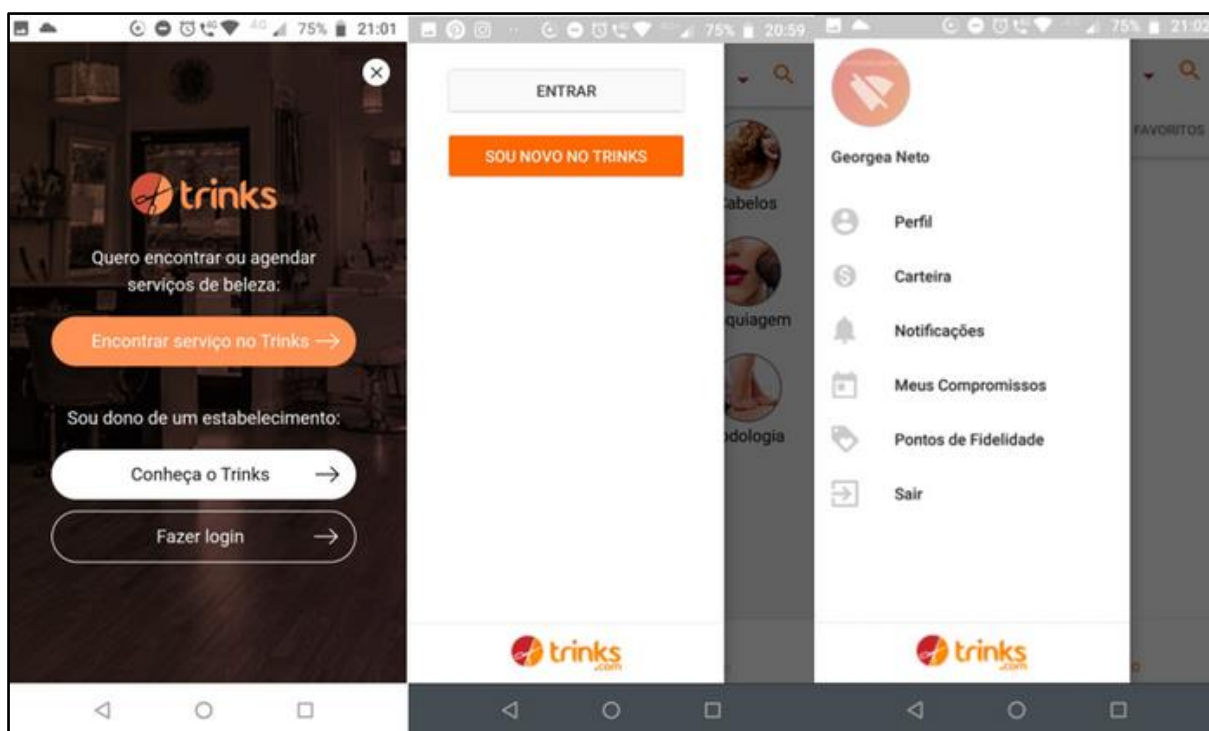 4G 75% 21:01
trinks
Quero encontrar ou agendar
serviços de beleza:
Encontrar serviço no Trinks
Sou dono de um estabelecimento:
Conheça o Trinks
Fazer login
75% 20:59
ENTRAR
SOU NOVO NO TRINKS
abelos
quiagem
dologia
trinks
.com
75% 21:02
FAVORITOS
Georgea Neto
Perfil
Carteira
Notificações
Meus Compromissos
Pontos de Fidelidade
Sair
trinks
.com